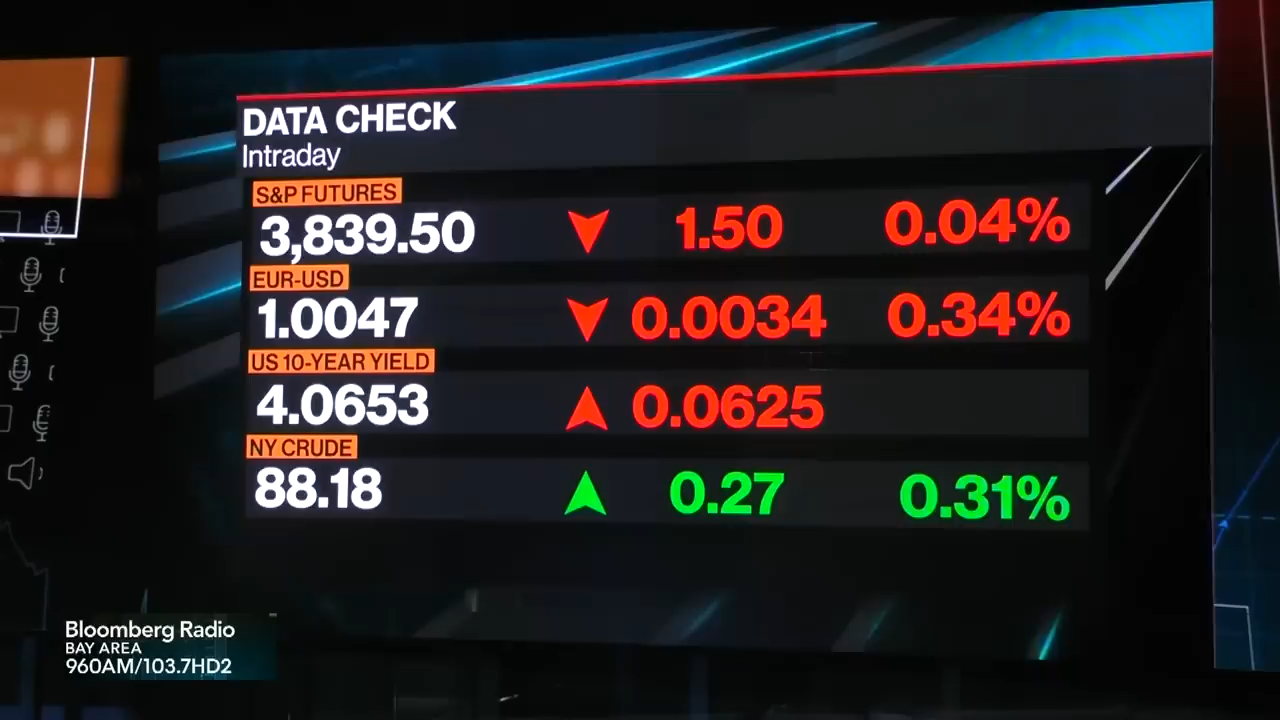 DATA CHECK
Intraday
S&P FUTURES
3,839.50 1.50 0.04%
EUR-USD
1.0047 0.0034 0.34%
US 10-YEAR YIELD
4.0653 0.0625
NY CRUDE
88.18 0.27 0.31%
Bloomberg Radio
BAY AREA
960AM/103.7HD2